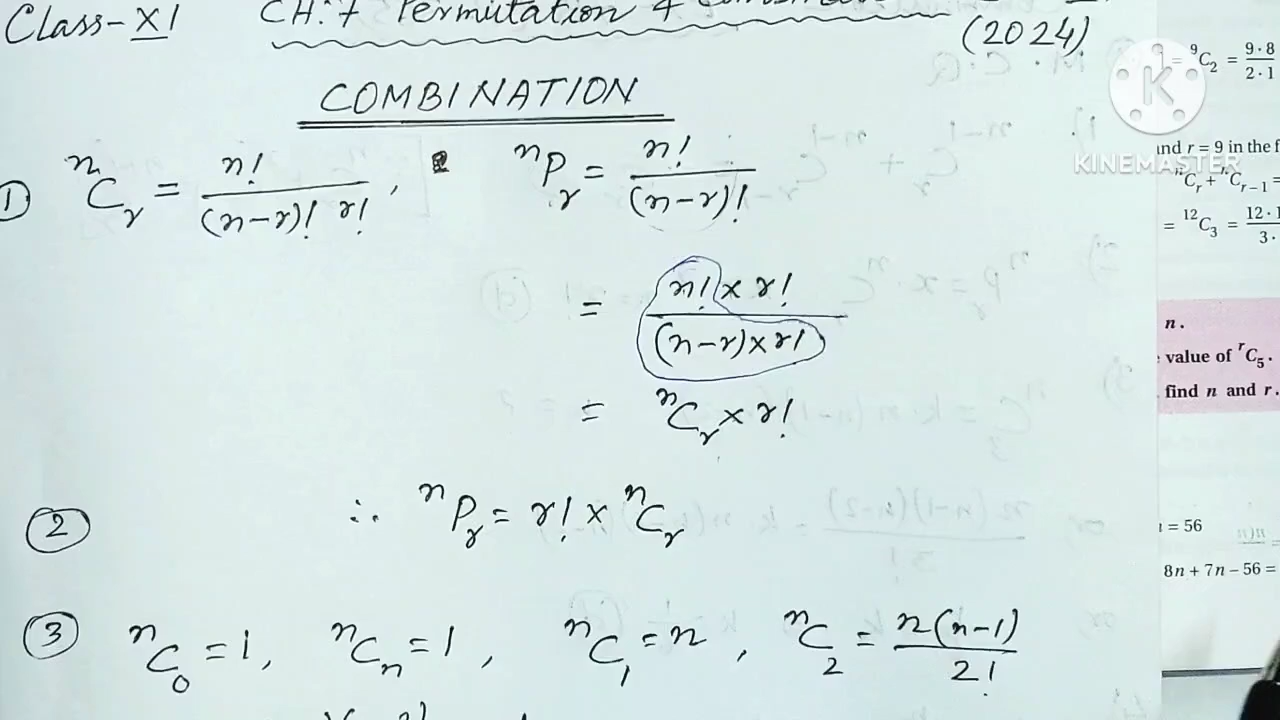 Class-XI CH.7 Permutation &
(2024)
COMBINATION
① ⁿCᵣ = n! / (n-r)! r! , ⁿPᵣ = n! / (n-r)!
= n! × r! / (n-r) × r!
= ⁿCᵣ × r!
② ∴ ⁿPᵣ = r! × ⁿCᵣ
③ ⁿC₀ = 1, ⁿCₙ = 1, ⁿC₁ = n, ⁿC₂ = n(n-1) / 2!
K
KINEMASTER
⁹C₂ = 9·8 / 2·1
and r = 9 in the f
ⁿCᵣ + ⁿCᵣ₋₁ =
= ¹²C₃ = 12·1 / 3·
n.
value of ʳC₅.
find n and r.
= 56
8n + 7n – 56 =